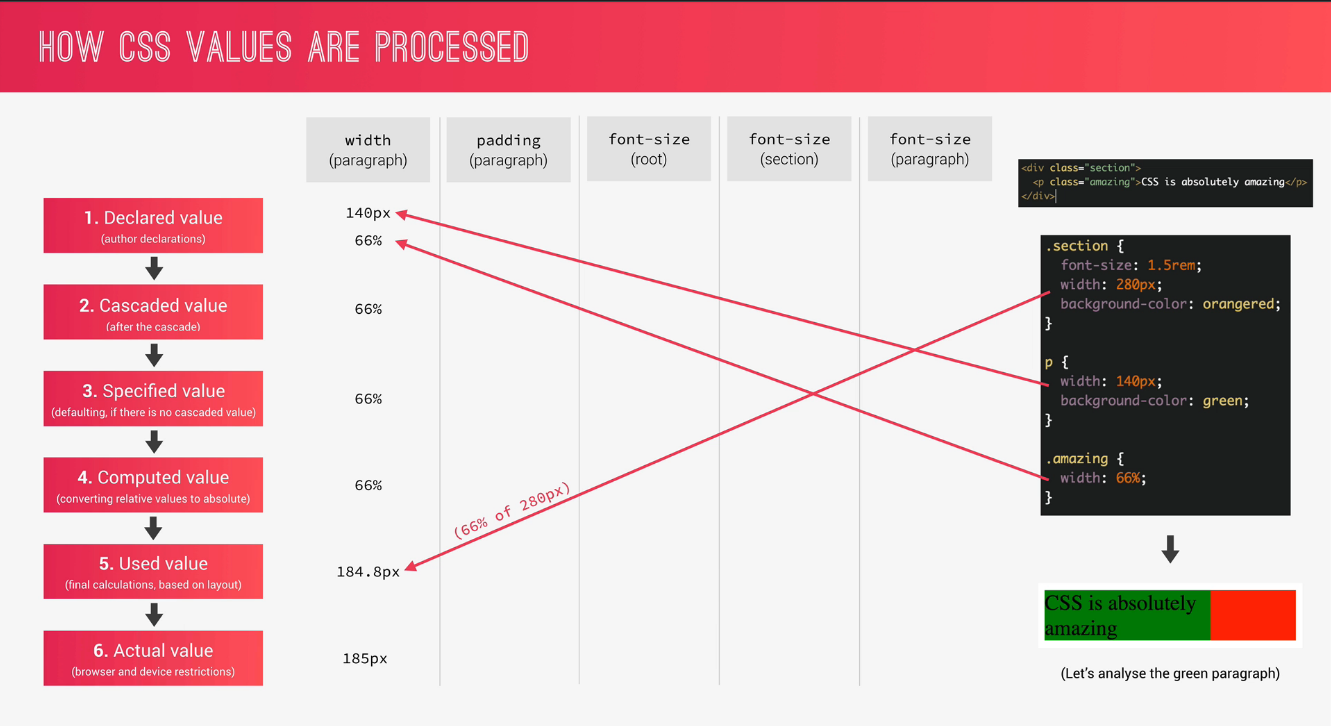 HOW CSS VALUES ARE PROCESSED
width
(paragraph)
padding
(paragraph)
font-size
(root)
font-size
(section)
font-size
(paragraph)
1. Declared value
(author declarations)
2. Cascaded value
(after the cascade)
3. Specified value
(defaulting, if there is no cascaded value)
4. Computed value
(converting relative values to absolute)
5. Used value
(final calculations, based on layout)
6. Actual value
(browser and device restrictions)
140px
66%
66%
66%
66%
184.8px
185px
(66% of 280px)
<div class="section">
<p class="amazing">CSS is absolutely amazing</p>
</div>
.section {
font-size: 1.5rem;
width: 280px;
background-color: orangered;
}
p {
width: 140px;
background-color: green;
}
.amazing {
width: 66%;
}
CSS is absolutely
amazing
(Let's analyse the green paragraph)